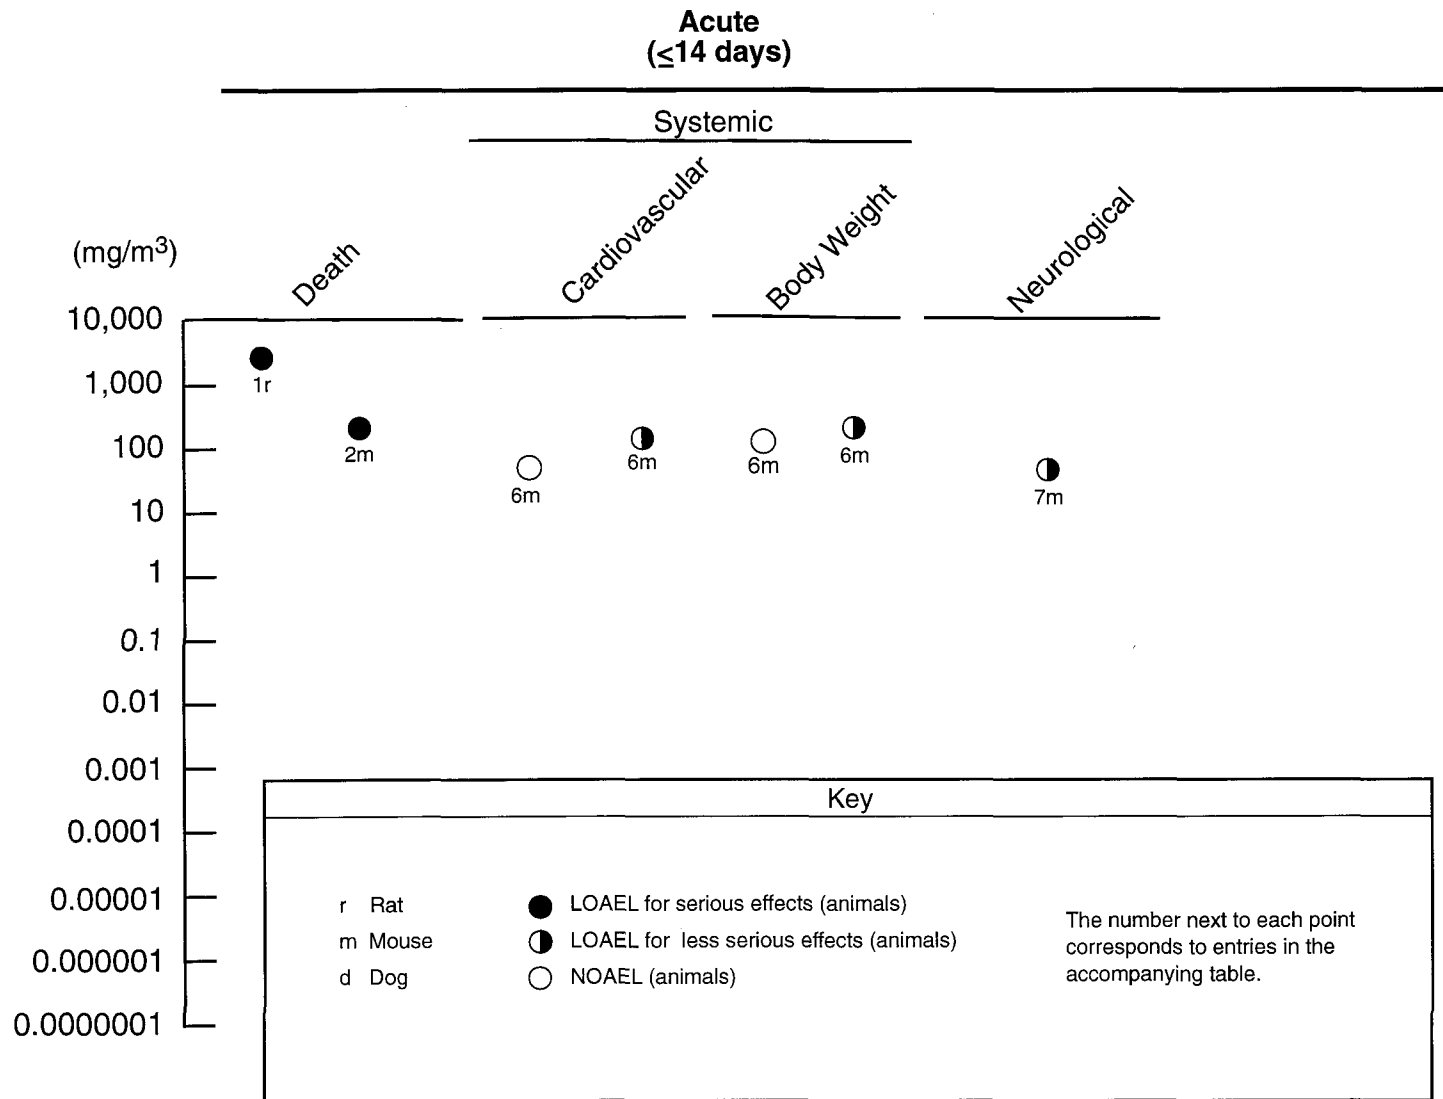 Acute
(≤14 days)
Systemic
Death
Cardiovascular
Body Weight
Neurological
(mg/m³)
10,000
1,000
100
10
1
0.1
0.01
0.001
0.0001
0.00001
0.000001
0.0000001
1r
2m
6m
6m
6m
6m
7m
Key
r Rat
m Mouse
d Dog
LOAEL for serious effects (animals)
LOAEL for less serious effects (animals)
NOAEL (animals)
The number next to each point
corresponds to entries in the
accompanying table.